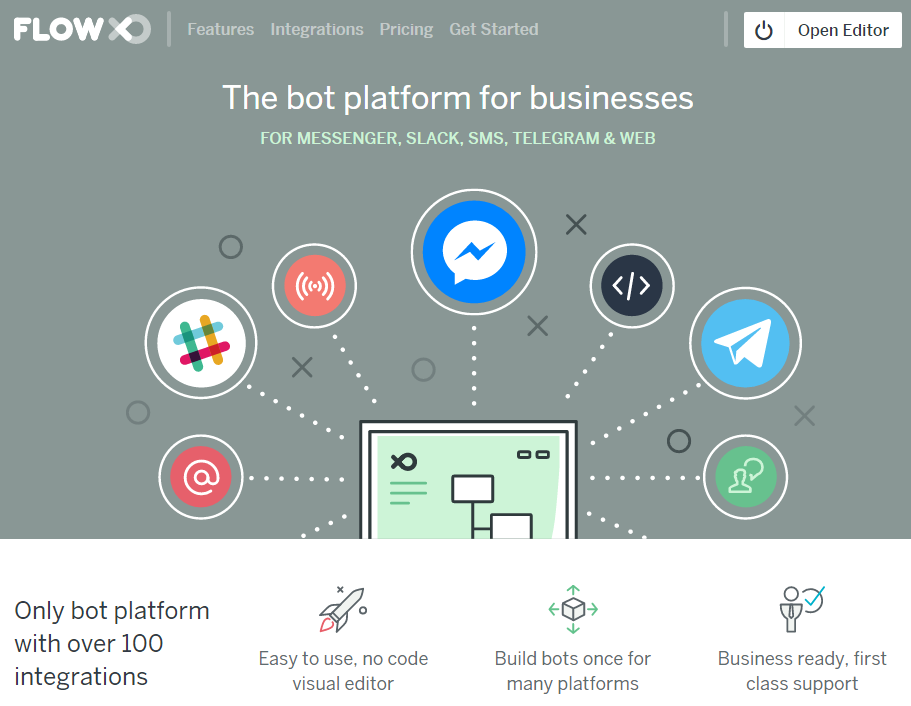 FLOW XO
Features Integrations Pricing Get Started
Open Editor
The bot platform for businesses
FOR MESSENGER, SLACK, SMS, TELEGRAM & WEB
Only bot platform
with over 100
integrations
Easy to use, no code
visual editor
Build bots once for
many platforms
Business ready, first
class support